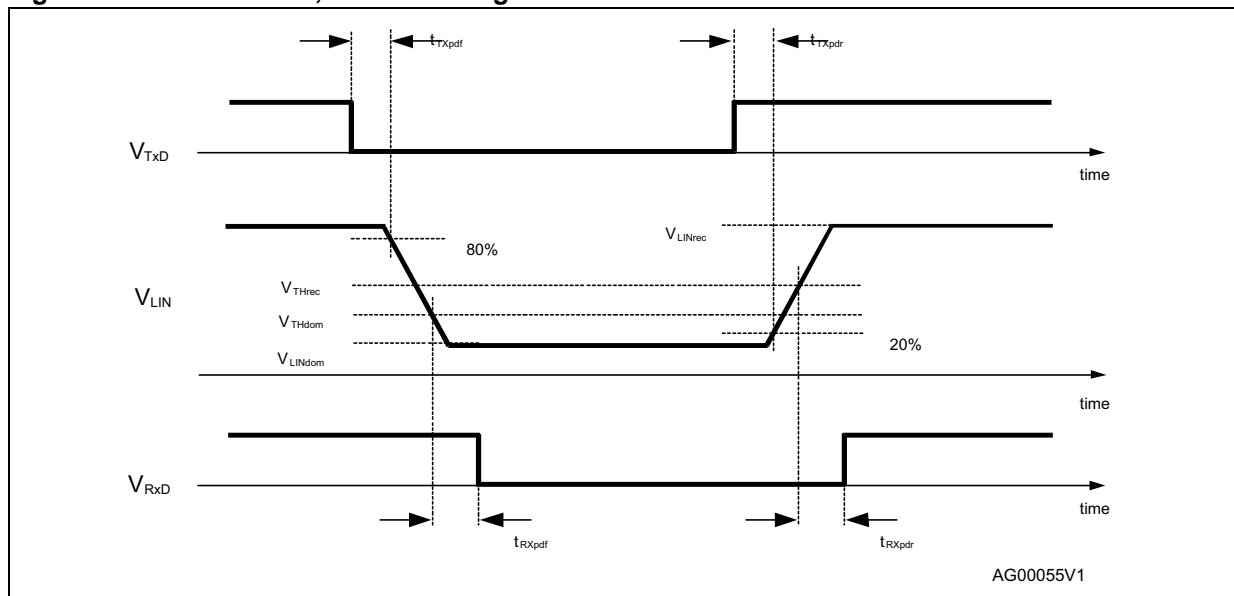 tTXpdf
tTXpdr
VTxD
time
VLINrec
80%
VTHrec
VLIN
VTHdom
20%
VLINdom
time
VRxD
time
tRXpdf
tRXpdr
AG00055V1